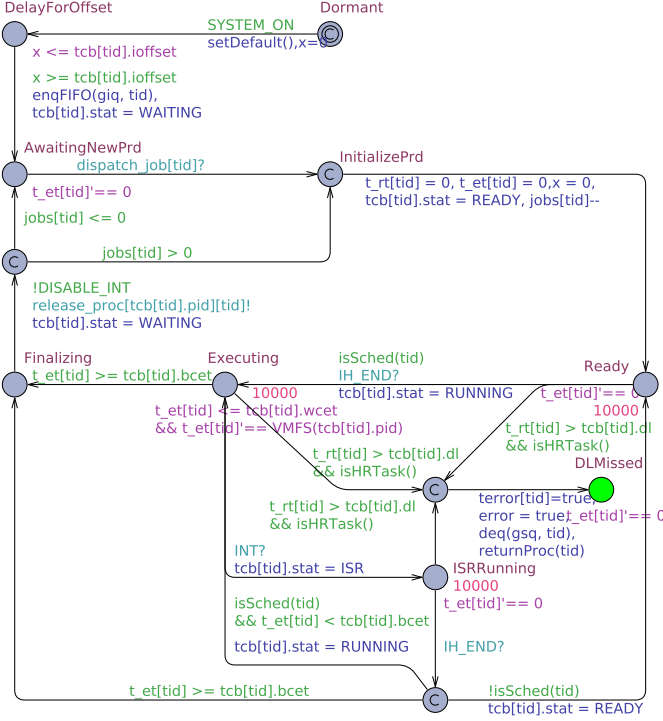 DelayForOffset
Dormant
SYSTEM_ON
setDefault(),x=0
x <= tcb[tid].ioffset
x >= tcb[tid].ioffset
enqFIFO(giq, tid),
tcb[tid].stat = WAITING
AwaitingNewPrd
dispatch_job[tid]?
InitializePrd
t_et[tid]'== 0
t_rt[tid] = 0, t_et[tid] = 0,x = 0,
tcb[tid].stat = READY, jobs[tid]--
jobs[tid] <= 0
jobs[tid] > 0
C
C
C
!DISABLE_INT
release_proc[tcb[tid].pid][tid]!
tcb[tid].stat = WAITING
Finalizing
t_et[tid] >= tcb[tid].bcet
Executing
10000
isSched(tid)
IH_END?
tcb[tid].stat = RUNNING
Ready
t_et[tid]'== 0
10000
t_et[tid] <= tcb[tid].wcet
&& t_et[tid]'== VMFS(tcb[tid].pid)
t_rt[tid] > tcb[tid].dl
&& isHRTask()
t_rt[tid] > tcb[tid].dl
&& isHRTask()
DLMissed
t_rt[tid] > tcb[tid].dl
&& isHRTask()
C
terror[tid]=true,
error = true,
deq(gsq, tid),
returnProc(tid)
t_et[tid]'== 0
INT?
tcb[tid].stat = ISR
ISRRunning
10000
t_et[tid]'== 0
isSched(tid)
&& t_et[tid] < tcb[tid].bcet
tcb[tid].stat = RUNNING
IH_END?
t_et[tid] >= tcb[tid].bcet
C
!isSched(tid)
tcb[tid].stat = READY